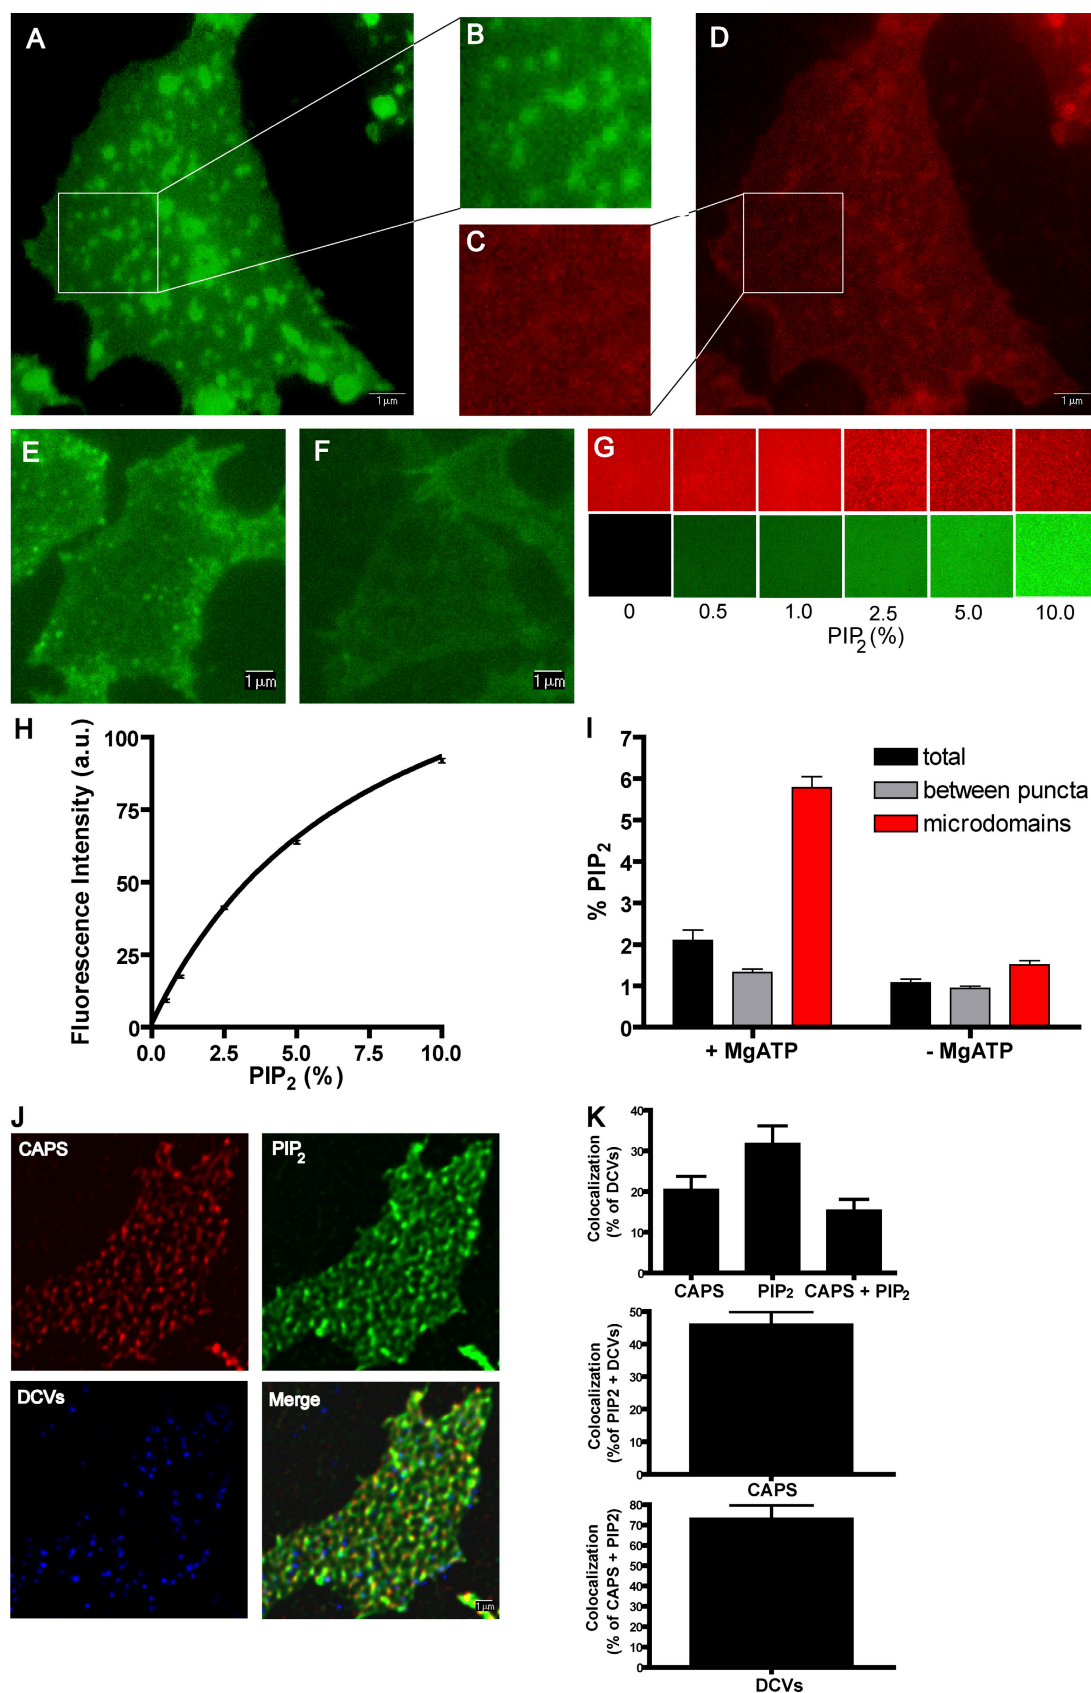 A
B
C
D
1 μm
1 μm
E
F
G
1 μm
1 μm
0 0.5 1.0 2.5 5.0 10.0
PIP2 (%)
H
Fluorescence Intensity (a.u.)
100
75
50
25
0
0.0 2.5 5.0 7.5 10.0
PIP2 (%)
I
% PIP2
7
6
5
4
3
2
1
0
total
between puncta
microdomains
+ MgATP - MgATP
J
CAPS
PIP2
DCVs
Merge
1 μm
K
Colocalization
(% of DCVs)
40
30
20
10
0
CAPS PIP2 CAPS + PIP2
Colocalization
(%of PIP2 + DCVs)
50
40
30
20
10
0
CAPS
Colocalization
(% of CAPS + PIP2)
80
70
60
50
40
30
20
10
0
DCVs